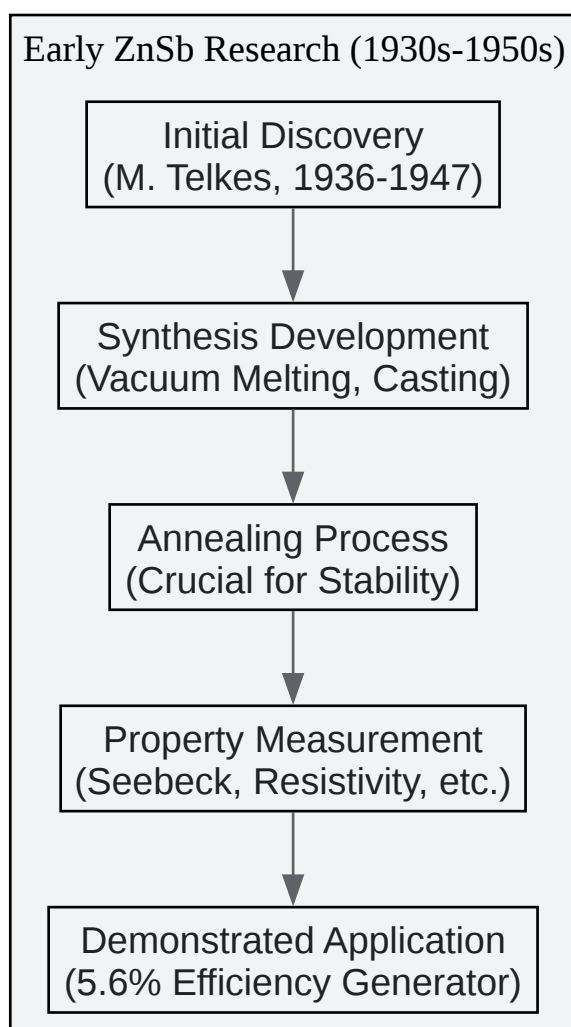 Early ZnSb Research (1930s-1950s)
Initial Discovery
(M. Telkes, 1936-1947)
Synthesis Development
(Vacuum Melting, Casting)
Annealing Process
(Crucial for Stability)
Property Measurement
(Seebeck, Resistivity, etc.)
Demonstrated Application
(5.6% Efficiency Generator)